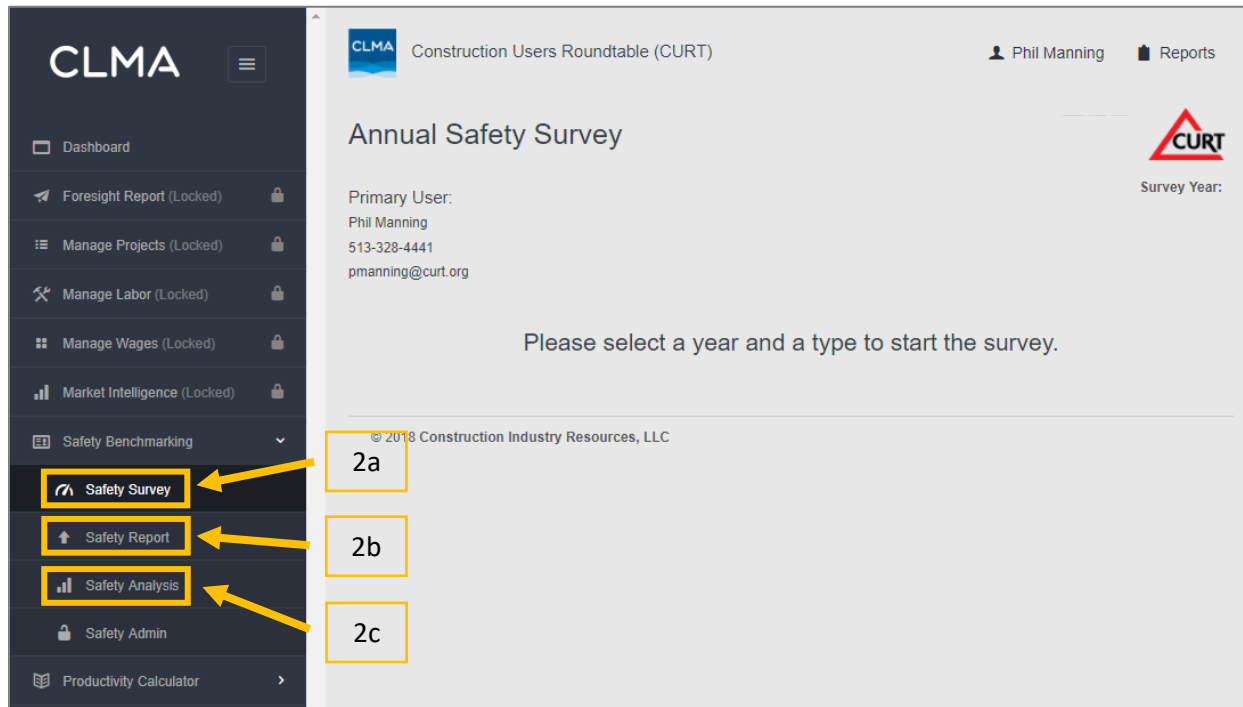 CLMA
Dashboard
Foresight Report (Locked)
Manage Projects (Locked)
Manage Labor (Locked)
Manage Wages (Locked)
Market Intelligence (Locked)
Safety Benchmarking
Safety Survey
Safety Report
Safety Analysis
Safety Admin
Productivity Calculator
CLMA
Construction Users Roundtable (CURT)
Phil Manning
Reports
Annual Safety Survey
CURT
Survey Year:
Primary User:
Phil Manning
513-328-4441
pmanning@curt.org
Please select a year and a type to start the survey.
© 2018 Construction Industry Resources, LLC
2a
2b
2c